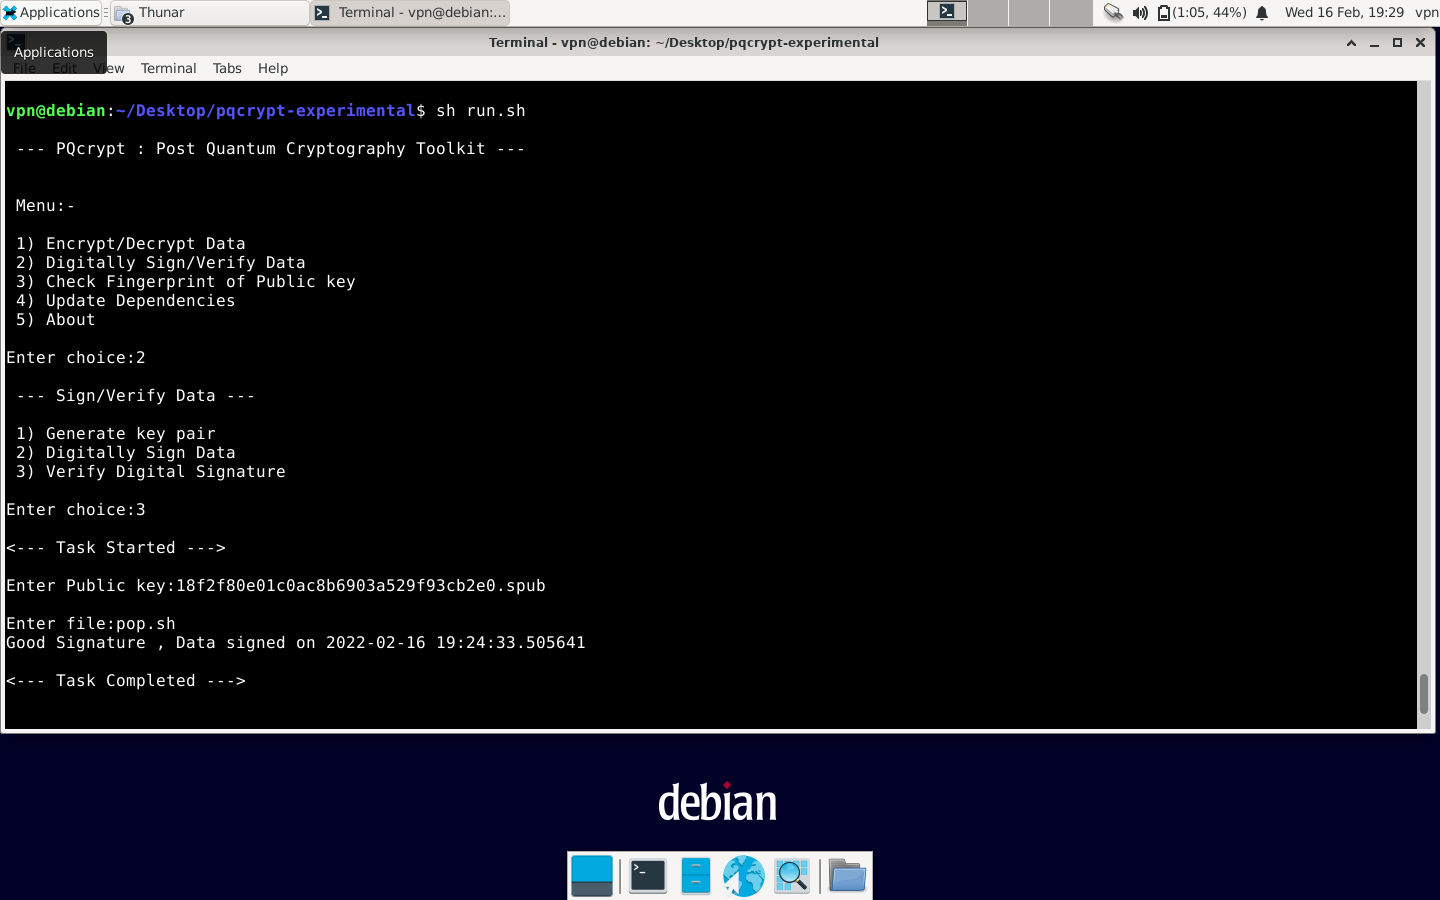 Applications
3
Thunar
Terminal - vpn@debian:...
(1:05, 44%)
Wed 16 Feb, 19:29
vpn
Terminal - vpn@debian: ~/Desktop/pqcrypt-experimental
Applications
File Edit View Terminal Tabs Help
vpn@debian:~/Desktop/pqcrypt-experimental$ sh run.sh
--- PQcrypt : Post Quantum Cryptography Toolkit ---
Menu:-
1) Encrypt/Decrypt Data
2) Digitally Sign/Verify Data
3) Check Fingerprint of Public key
4) Update Dependencies
5) About
Enter choice:2
--- Sign/Verify Data ---
1) Generate key pair
2) Digitally Sign Data
3) Verify Digital Signature
Enter choice:3
<--- Task Started --->
Enter Public key:18f2f80e01c0ac8b6903a529f93cb2e0.spub
Enter file:pop.sh
Good Signature , Data signed on 2022-02-16 19:24:33.505641
<--- Task Completed --->
debian